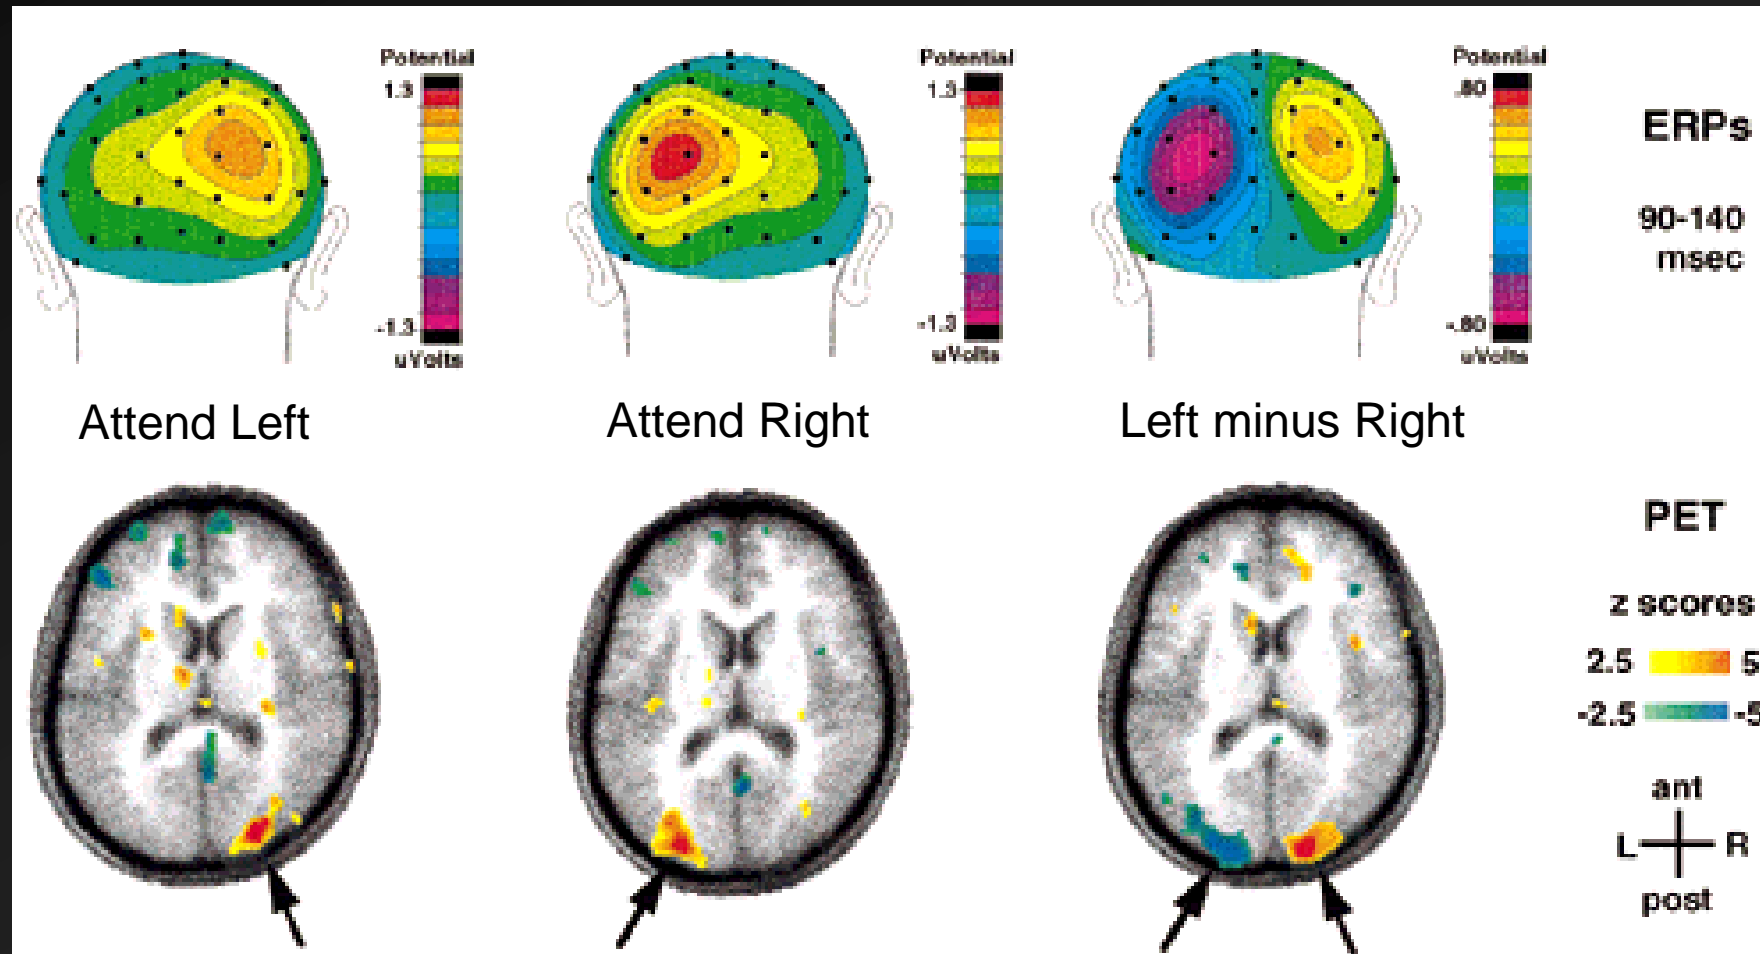 Potential
1.3
-1.3
uVolts
Potential
1.3
-1.3
uVolts
Potential
.80
-.80
uVolts
ERPs
90-140
msec
Attend Left
Attend Right
Left minus Right
PET
z scores
2.5 5
-2.5 -5
ant
L R
post